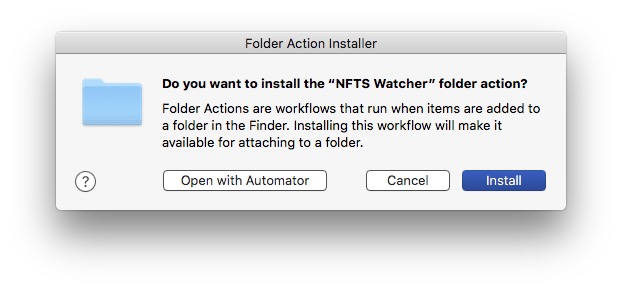 Folder Action Installer
Do you want to install the “NFTS Watcher” folder action?
Folder Actions are workflows that run when items are added to
a folder in the Finder. Installing this workflow will make it
available for attaching to a folder.
?
Open with Automator
Cancel
Install